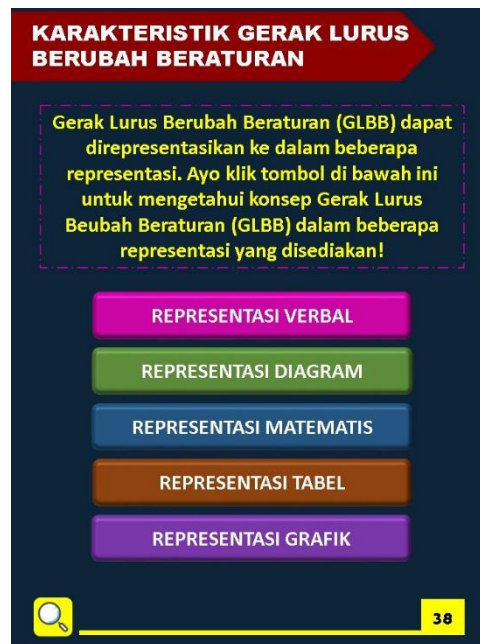 KARAKTERISTIK GERAK LURUS
BERUBAH BERATURAN
Gerak Lurus Berubah Beraturan (GLBB) dapat
direpresentasikan ke dalam beberapa
representasi. Ayo klik tombol di bawah ini
untuk mengetahui konsep Gerak Lurus
Beubah Beraturan (GLBB) dalam beberapa
representasi yang disediakan!
REPRESENTASI VERBAL
REPRESENTASI DIAGRAM
REPRESENTASI MATEMATIS
REPRESENTASI TABEL
REPRESENTASI GRAFIK
38